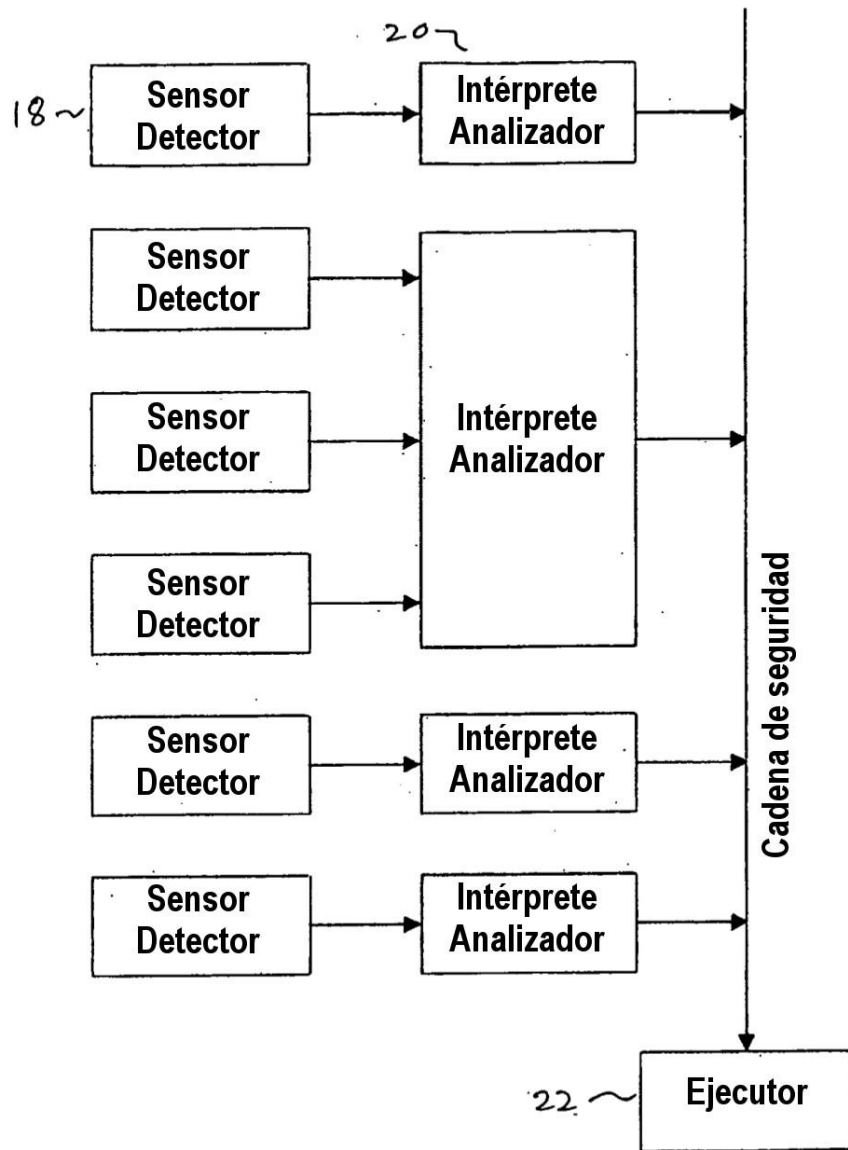 20
18
Sensor
Detector
Intérprete
Analizador
Sensor
Detector
Sensor
Detector
Intérprete
Analizador
Sensor
Detector
Sensor
Detector
Intérprete
Analizador
Sensor
Detector
Intérprete
Analizador
Cadena de seguridad
22
Ejecutor